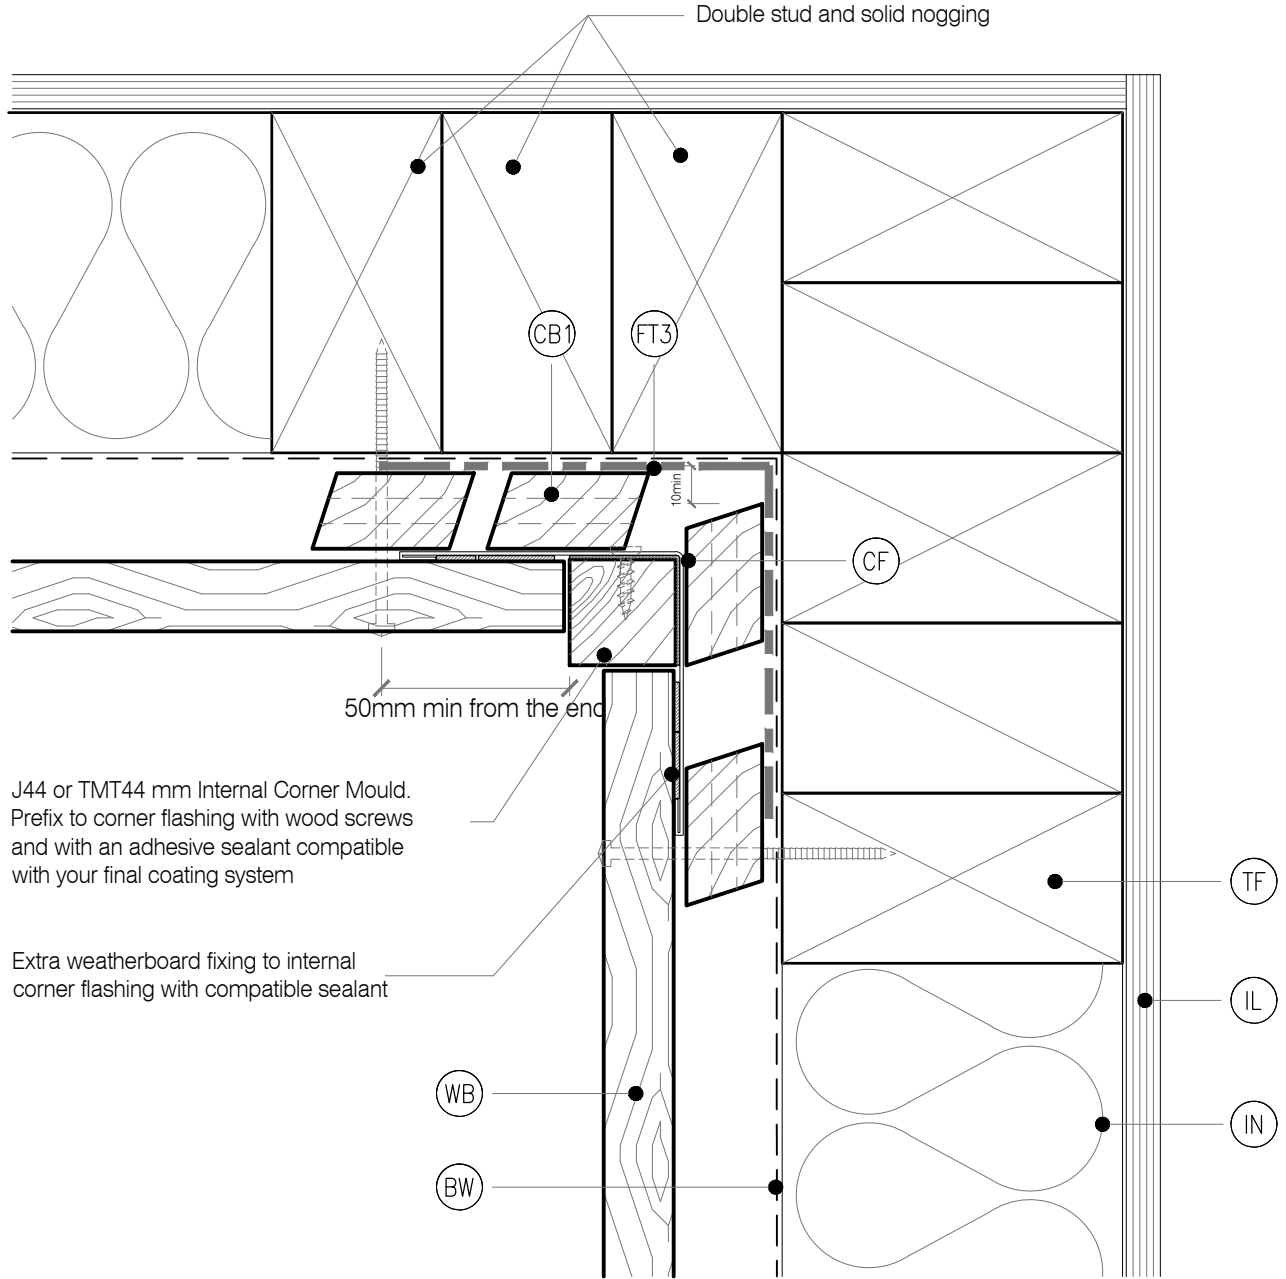 Double stud and solid nogging
CB1
FT3
10min
CF
50mm min from the end
J44 or TMT44 mm Internal Corner Mould.
Prefix to corner flashing with wood screws
and with an adhesive sealant compatible
with your final coating system
TF
Extra weatherboard fixing to internal
corner flashing with compatible sealant
IL
WB
IN
BW